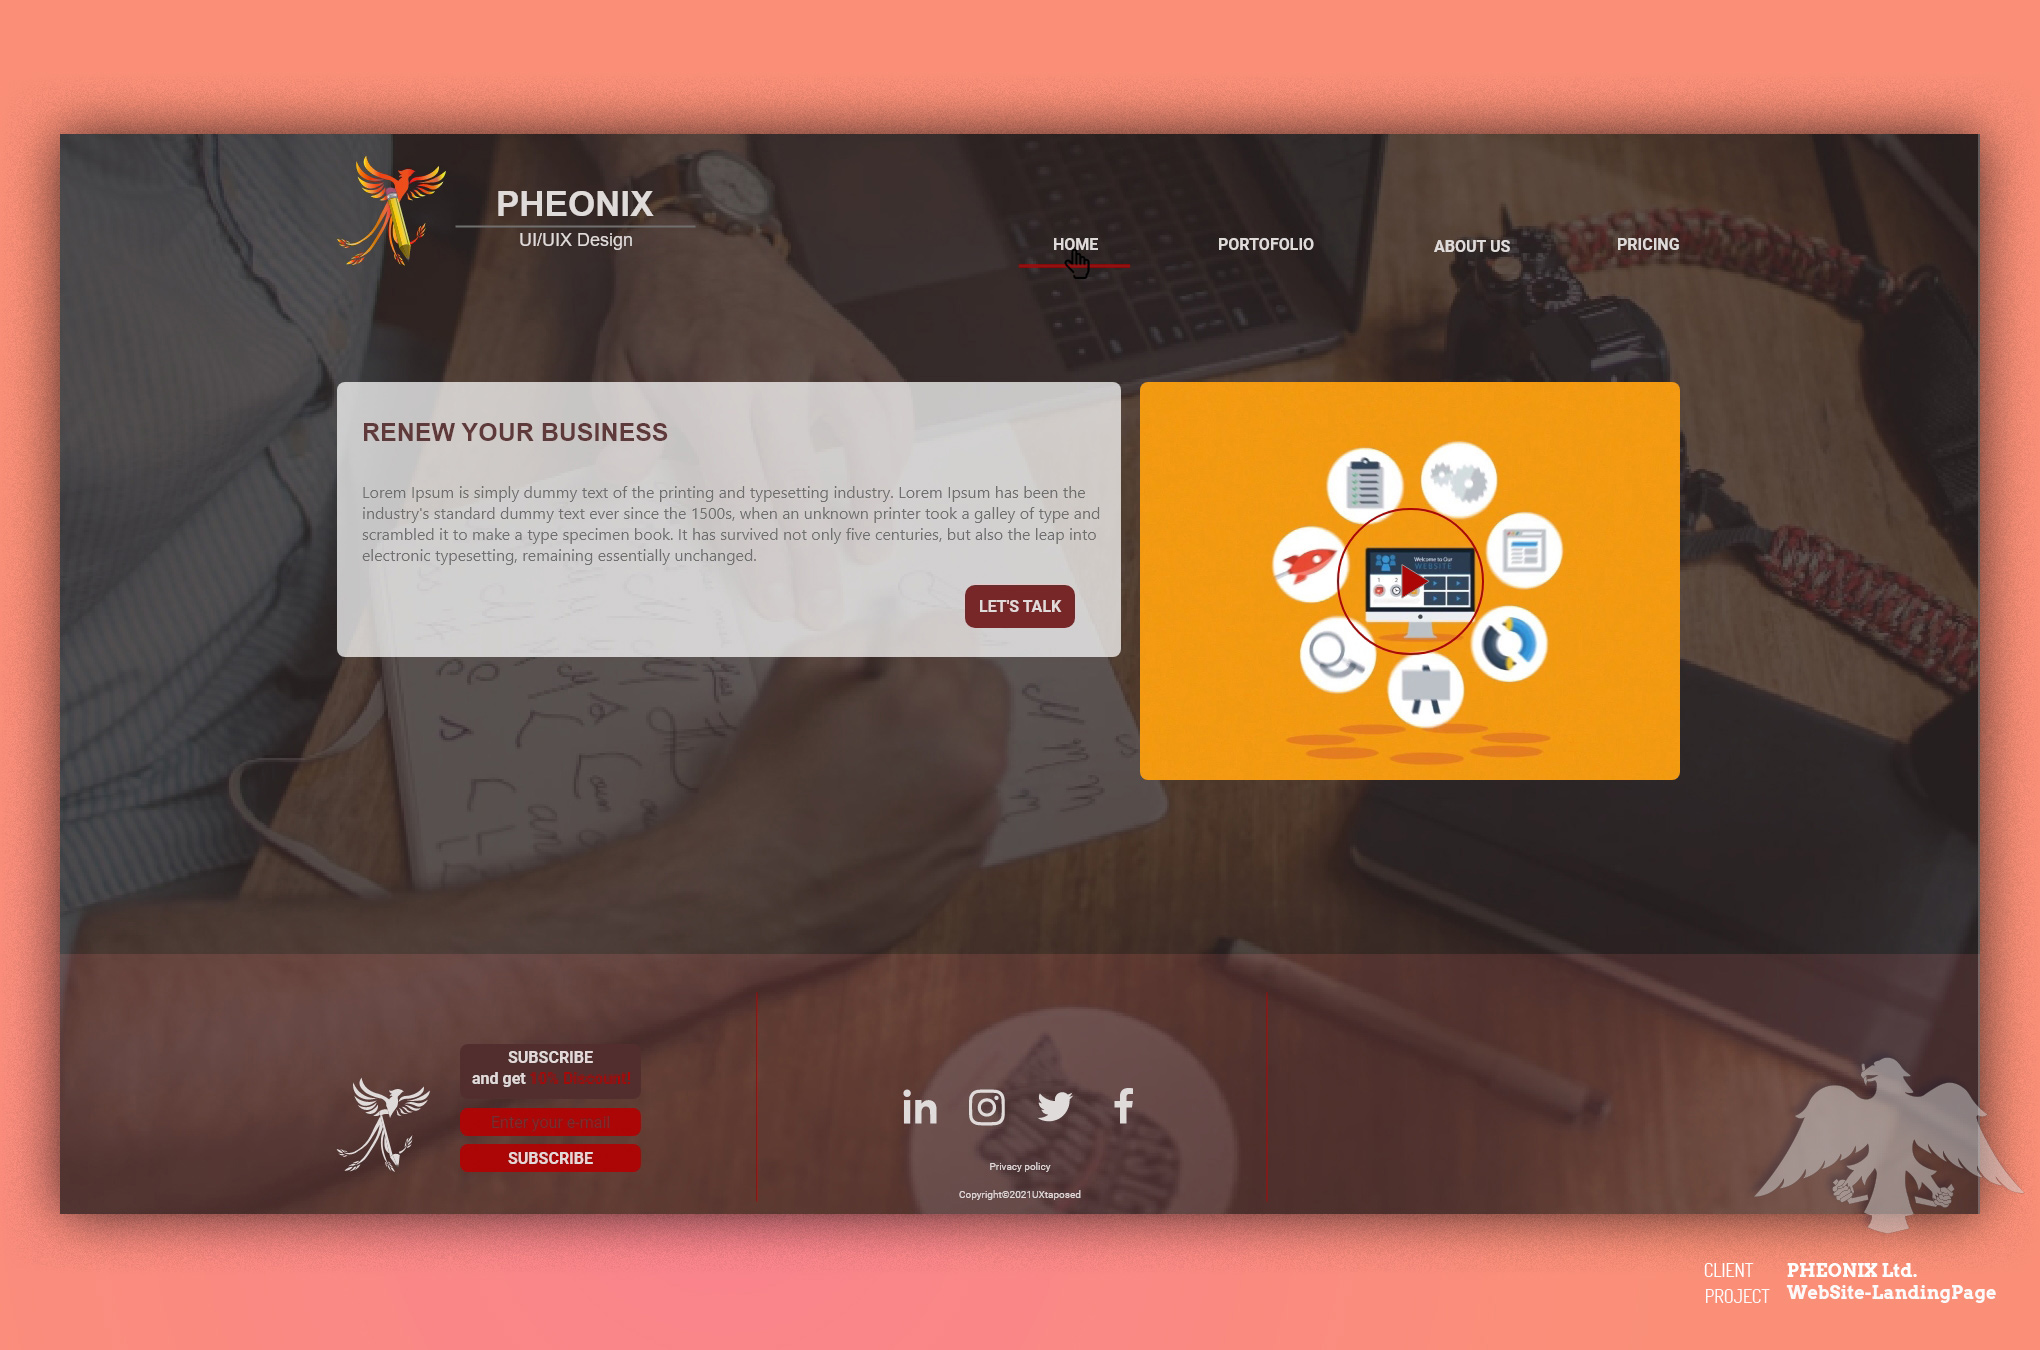 PHEONIX
UI/UIX Design
HOME
PORTOFOLIO
ABOUT US
PRICING
RENEW YOUR BUSINESS
Lorem Ipsum is simply dummy text of the printing and typesetting industry. Lorem Ipsum has been the
industry's standard dummy text ever since the 1500s, when an unknown printer took a galley of type and
scrambled it to make a type specimen book. It has survived not only five centuries, but also the leap into
electronic typesetting, remaining essentially unchanged.
LET'S TALK
Welcome to Our
WEBSITE
SUBSCRIBE
and get 10% Discount!
Enter your e-mail
SUBSCRIBE
Privacy policy
Copyright©2021UXtaposed
CLIENT
PHEONIX Ltd.
PROJECT
WebSite-LandingPage